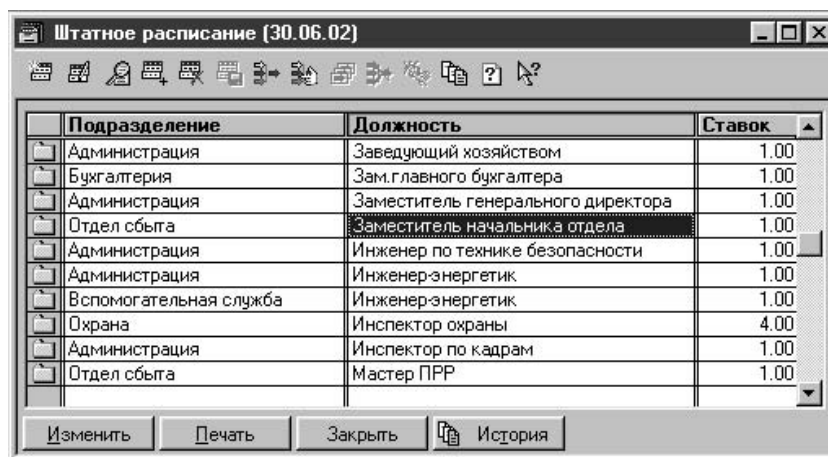 Штатное расписание (30.06.02)
Подразделение Должность Ставок
Администрация Заведующий хозяйством 1.00
Бухгалтерия Зам.главного бухгалтера 1.00
Администрация Заместитель генерального директора 1.00
Отдел сбыта Заместитель начальника отдела 1.00
Администрация Инженер по технике безопасности 1.00
Администрация Инженер-энергетик 1.00
Вспомогательная служба Инженер-энергетик 1.00
Охрана Инспектор охраны 4.00
Администрация Инспектор по кадрам 1.00
Отдел сбыта Мастер ПРР 1.00
Изменить Печать Закрыть История